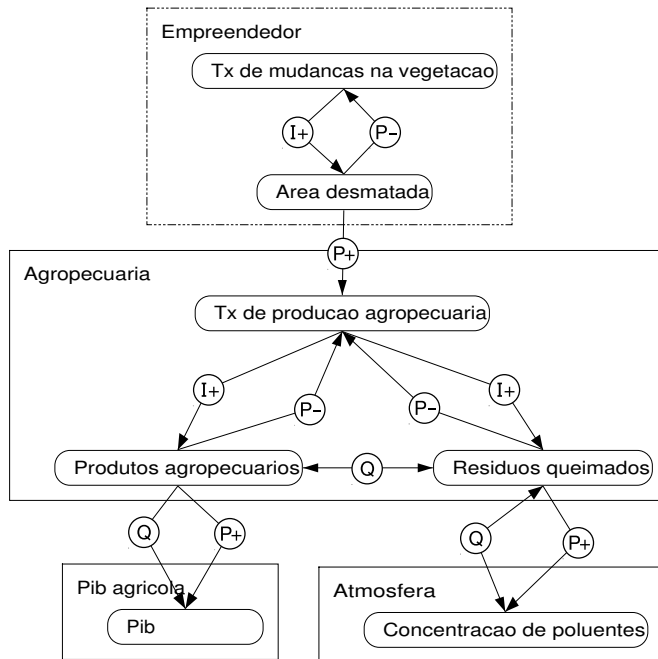 Empreendedor
Tx de mudancas na vegetacao
I+ P−
Area desmatada
P+
Agropecuaria
Tx de producao agropecuaria
I+ P− P− I+
Produtos agropecuarios Q Residuos queimados
Q P+ Q P+
Pib agricola Atmosfera
Pib Concentracao de poluentes